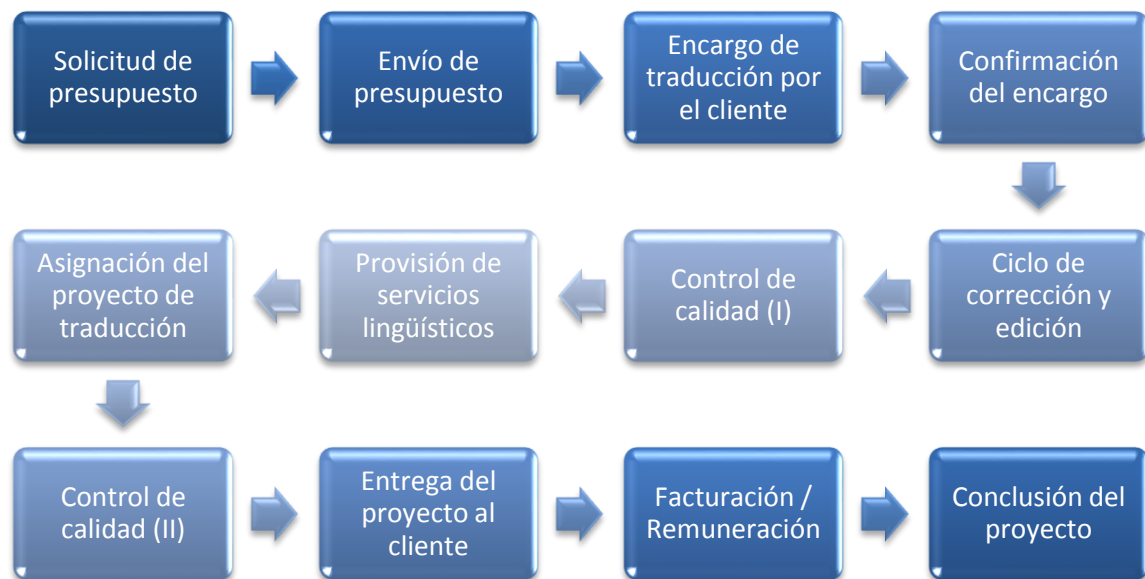 Solicitud de
presupuesto
Envío de
presupuesto
Encargo de
traducción por
el cliente
Confirmación
del encargo
Ciclo de
corrección y
edición
Control de
calidad (I)
Provisión de
servicios
lingüísticos
Asignación del
proyecto de
traducción
Control de
calidad (II)
Entrega del
proyecto al
cliente
Facturación /
Remuneración
Conclusión del
proyecto